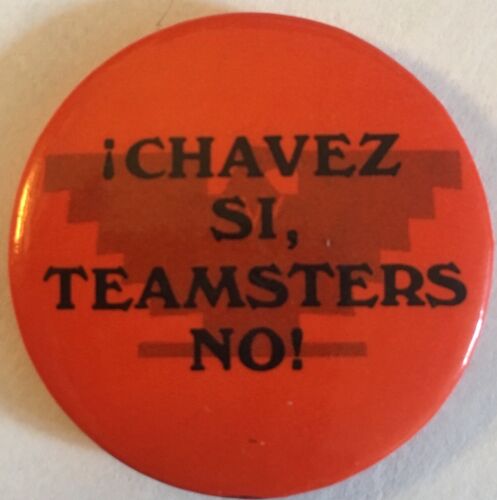 ¡CHAVEZ
SI,
TEAMSTERS
NO!